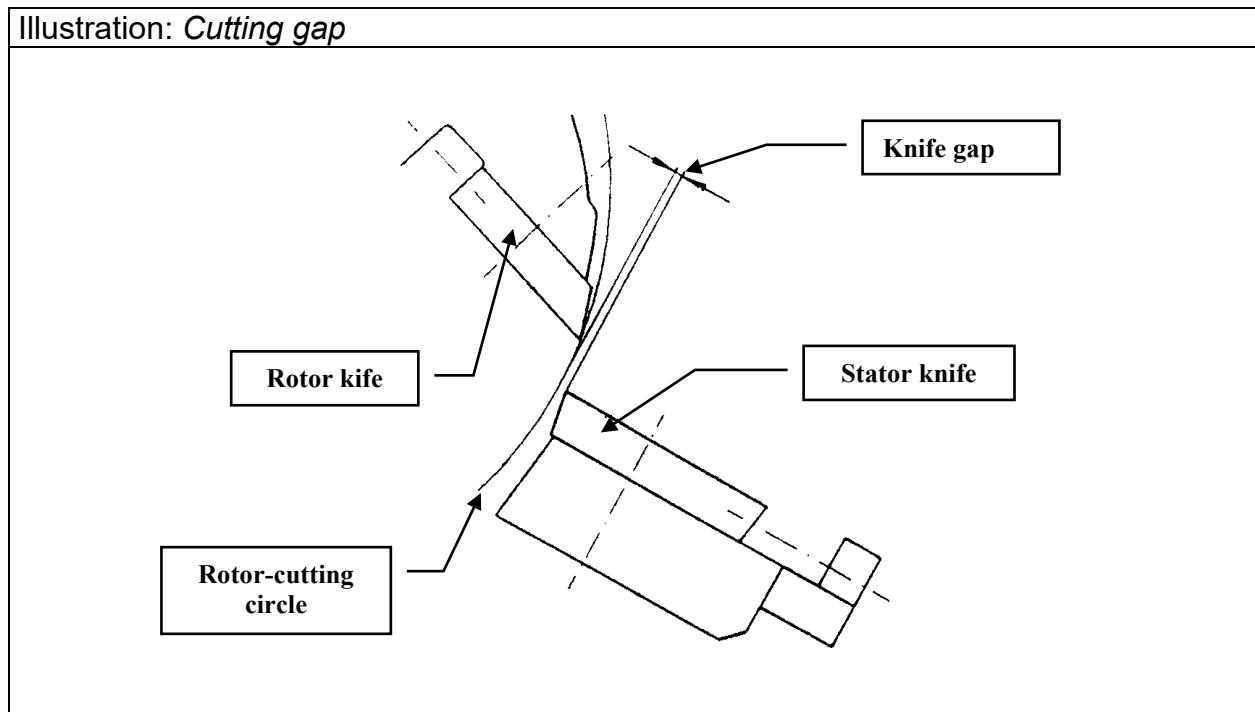 Illustration: Cutting gap
Knife gap
Rotor kife
Stator knife
Rotor-cutting
circle